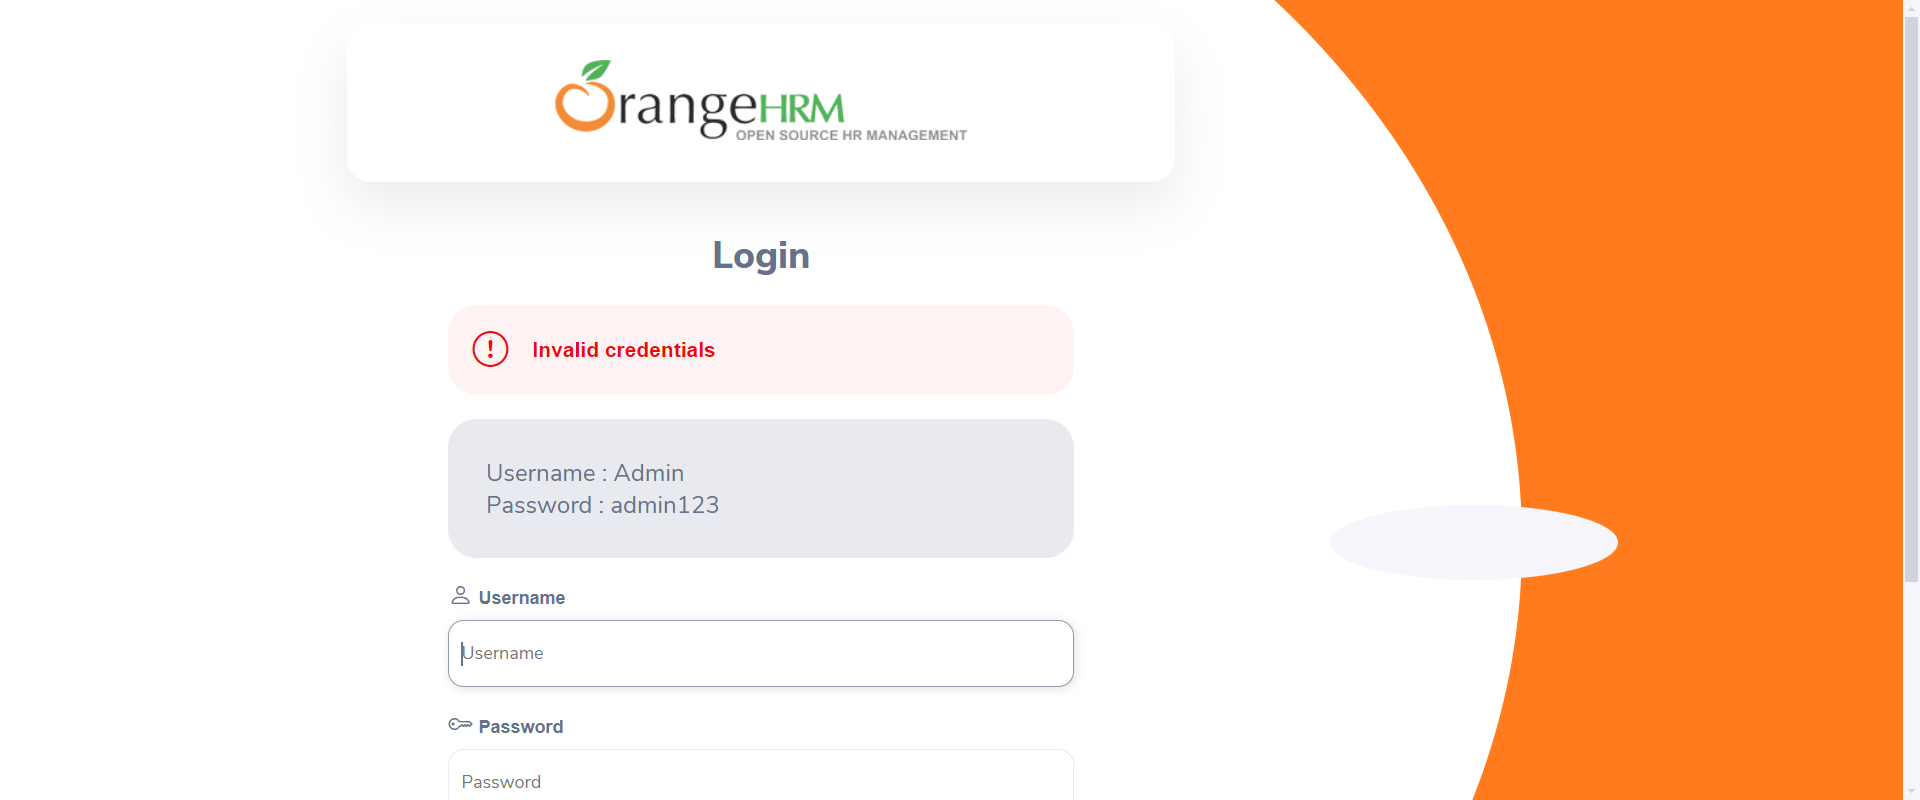 OrangeHRM
OPEN SOURCE HR MANAGEMENT
Login
Invalid credentials
Username : Admin
Password : admin123
Username
Username
Password
Password